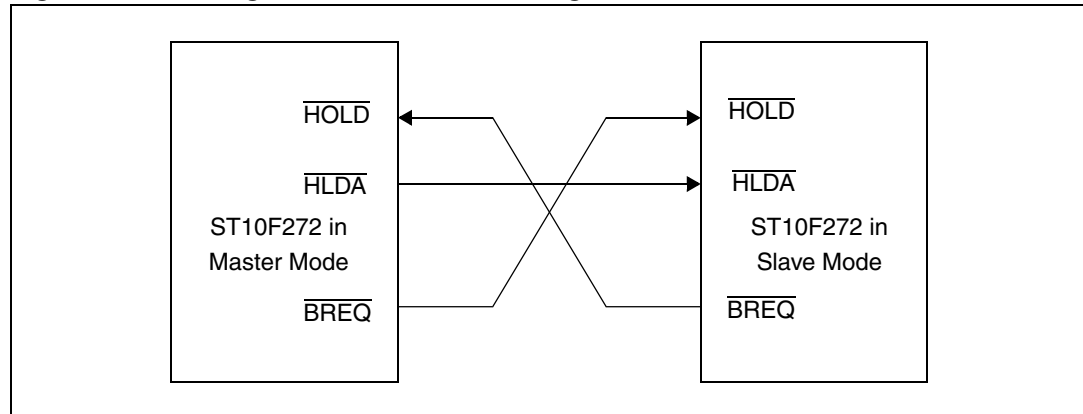 HOLD
HLDA
ST10F272 in
Master Mode
BREQ
HOLD
HLDA
ST10F272 in
Slave Mode
BREQ